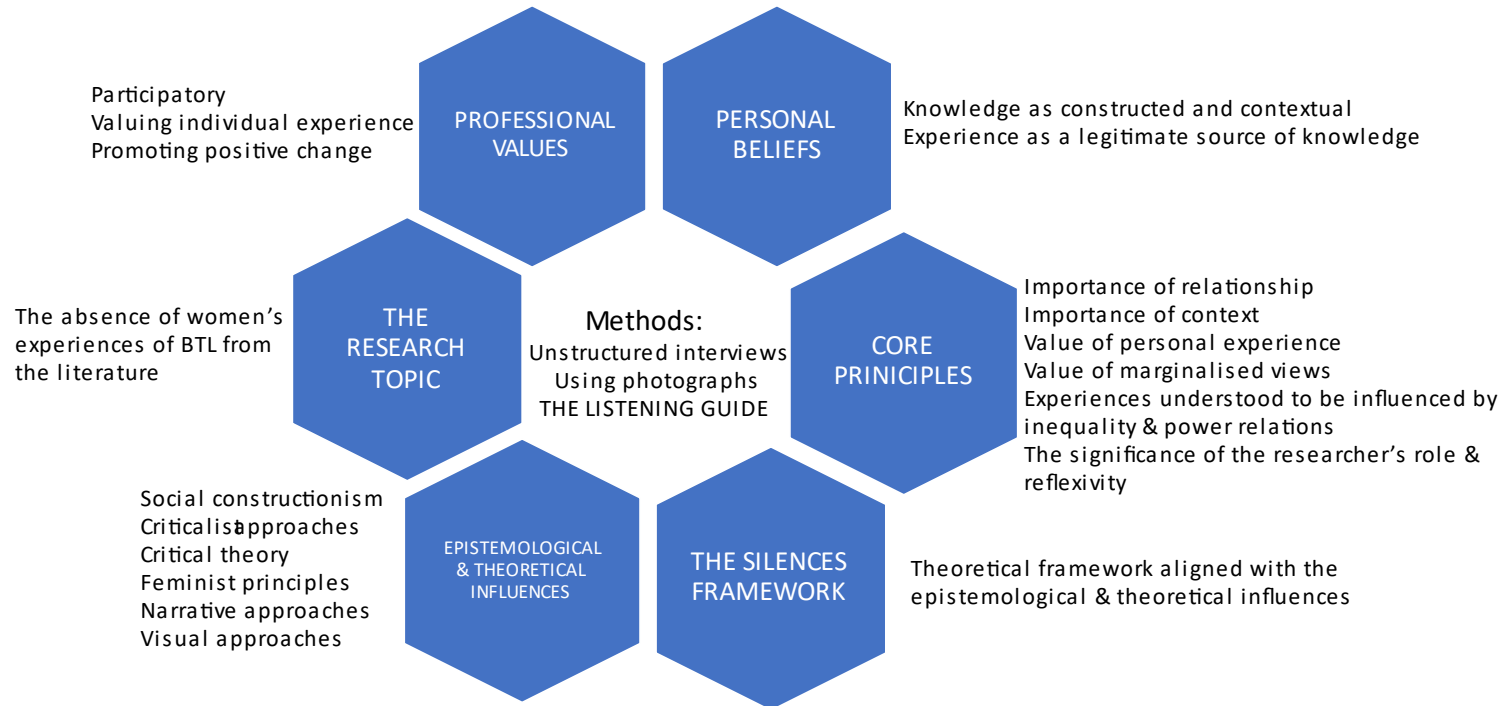 Participatory
Valuing individual experience
Promoting positive change
PROFESSIONAL
VALUES
PERSONAL
BELIEFS
Knowledge as constructed and contextual
Experience as a legitimate source of knowledge
The absence of women's
experiences of BTL from
the literature
THE
RESEARCH
TOPIC
Methods:
Unstructured interviews
Using photographs
THE LISTENING GUIDE
CORE
PRINICIPLES
Importance of relationship
Importance of context
Value of personal experience
Value of marginalised views
Experiences understood to be influenced by
inequality & power relations
The significance of the researcher's role &
reflexivity
Social constructionism
Criticalist approaches
Critical theory
Feminist principles
Narrative approaches
Visual approaches
EPISTEMOLOGICAL
& THEORETICAL
INFLUENCES
THE SILENCES
FRAMEWORK
Theoretical framework aligned with the
epistemological & theoretical influences